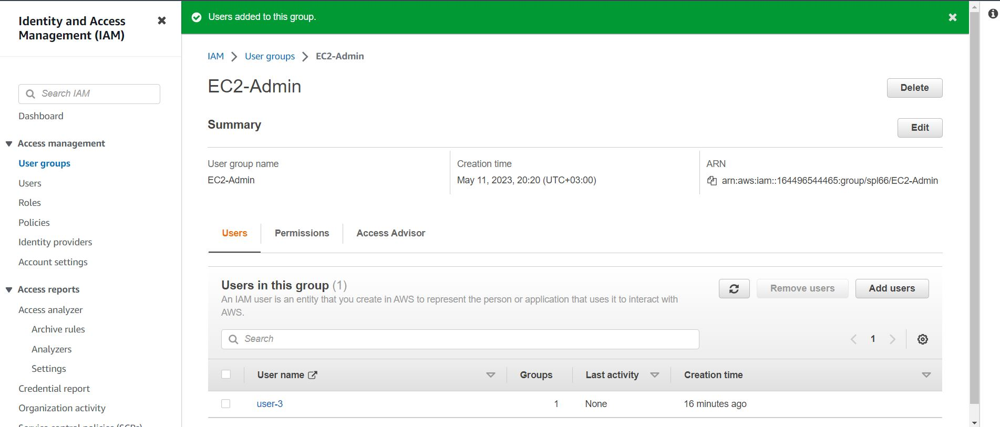 Identity and Access
Management (IAM)
Search IAM
Dashboard
Access management
User groups
Users
Roles
Policies
Identity providers
Account settings
Access reports
Access analyzer
Archive rules
Analyzers
Settings
Credential report
Organization activity
Service control policies (SCPs)
Users added to this group.
IAM
User groups
EC2-Admin
EC2-Admin
Delete
Summary
Edit
User group name
EC2-Admin
Creation time
May 11, 2023, 20:20 (UTC+03:00)
ARN
arn:aws:iam::164496544465:group/spl66/EC2-Admin
Users
Permissions
Access Advisor
Users in this group (1)
An IAM user is an entity that you create in AWS to represent the person or application that uses it to interact with
AWS.
Remove users
Add users
Search
1
User name
Groups
Last activity
Creation time
user-3
1
None
16 minutes ago